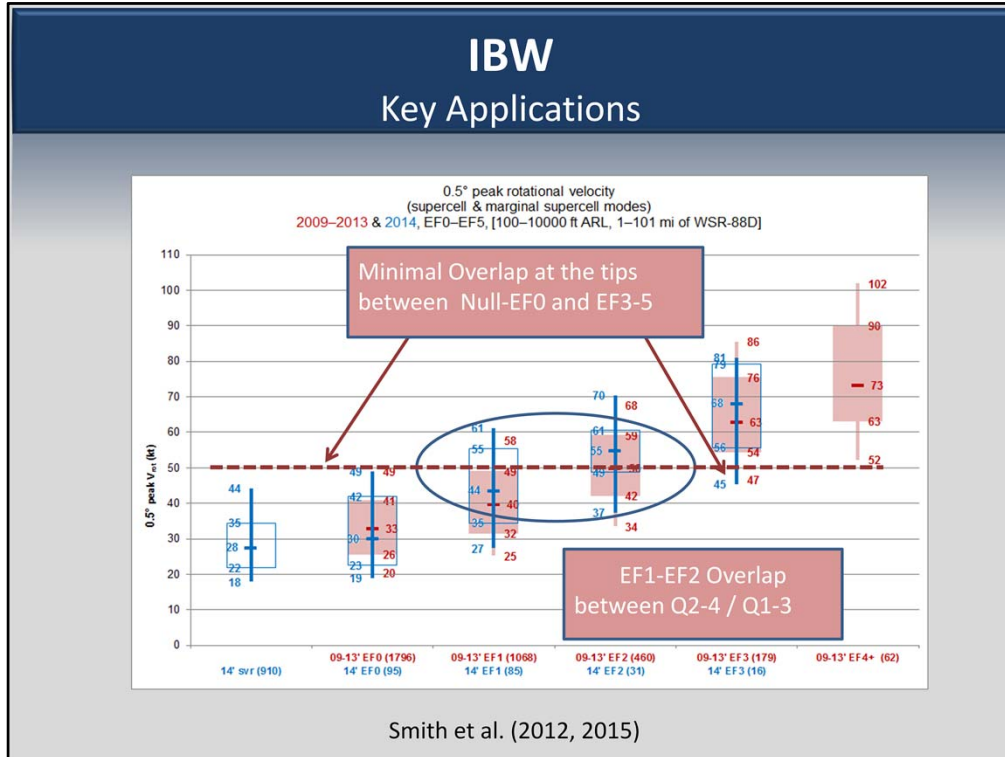 IBW
Key Applications
0.5° peak rotational velocity
(supercell & marginal supercell modes)
2009–2013 & 2014, EF0–EF5, [100–10000 ft ARL, 1–101 mi of WSR-88D]
Minimal Overlap at the tips
between Null-EF0 and EF3-5
EF1-EF2 Overlap
between Q2-4 / Q1-3
0.5° peak Vrot (kt)
110
100
90
80
70
60
50
40
30
20
10
0
44
35
28
22
18
49
42
30
23
19
49
41
33
26
20
61
55
44
35
27
58
49
40
32
25
70
61
55
49
37
68
59
50
42
34
81
79
68
56
45
86
76
63
54
47
102
90
73
63
52
14' svr (910)
09-13' EF0 (1796)
14' EF0 (95)
09-13' EF1 (1068)
14' EF1 (85)
09-13' EF2 (460)
14' EF2 (31)
09-13' EF3 (179)
14' EF3 (16)
09-13' EF4+ (62)
Smith et al. (2012, 2015)